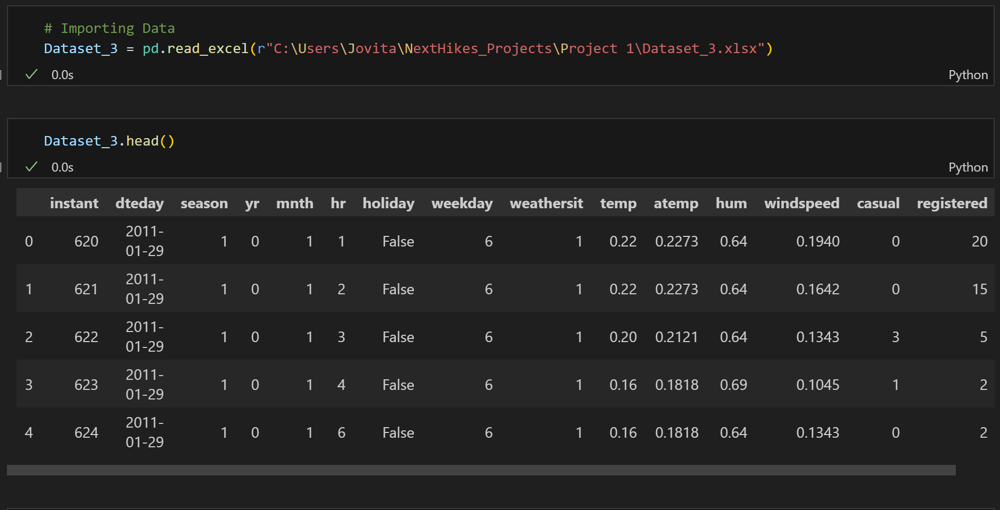 # Importing Data
Dataset_3 = pd.read_excel(r"C:\Users\Jovita\NextHikes_Projects\Project 1\Dataset_3.xlsx")
] ✓ 0.0s Python
Dataset_3.head()
] ✓ 0.0s Python
instant dteday season yr mnth hr holiday weekday weathersit temp atemp hum windspeed casual registered
0 620 2011-01-29 1 0 1 1 False 6 1 0.22 0.2273 0.64 0.1940 0 20
1 621 2011-01-29 1 0 1 2 False 6 1 0.22 0.2273 0.64 0.1642 0 15
2 622 2011-01-29 1 0 1 3 False 6 1 0.20 0.2121 0.64 0.1343 3 5
3 623 2011-01-29 1 0 1 4 False 6 1 0.16 0.1818 0.69 0.1045 1 2
4 624 2011-01-29 1 0 1 6 False 6 1 0.16 0.1818 0.64 0.1343 0 2